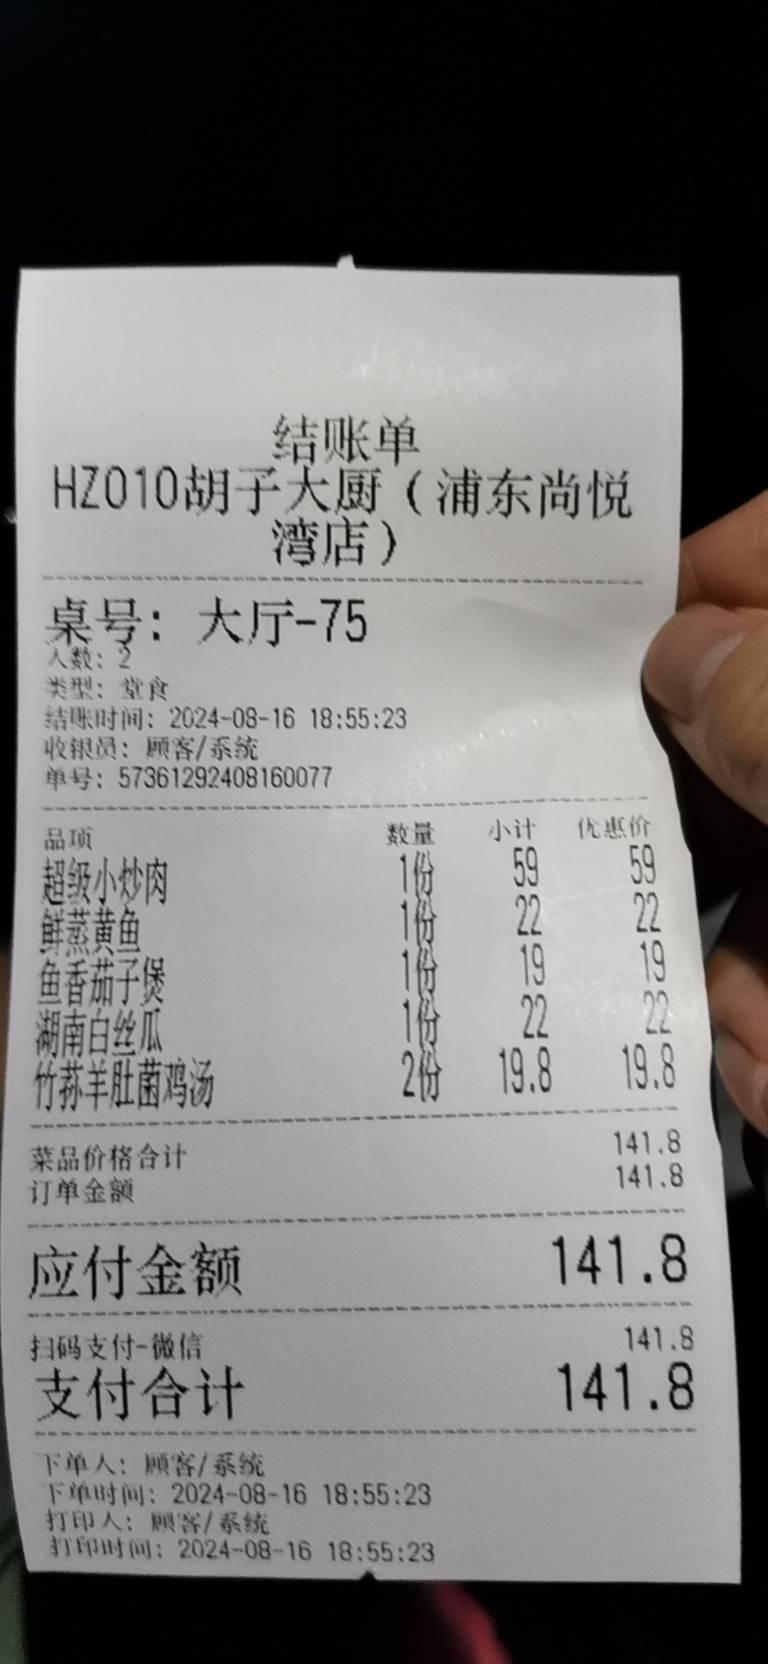 结账单
HZ010胡子大厨（浦东尚悦
湾店）
桌号：大厅-75
人数：2
类型：堂食
结账时间：2024-08-16 18:55:23
收银员：顾客/系统
单号：57361292408160077
品项 数量 小计 优惠价
超级小炒肉 1份 59 59
鲜蒸黄鱼 1份 22 22
鱼香茄子煲 1份 19 19
湖南白丝瓜 1份 22 22
竹荪羊肚菌鸡汤 2份 19.8 19.8
菜品价格合计 141.8
订单金额 141.8
应付金额 141.8
扫码支付-微信 141.8
支付合计 141.8
下单人：顾客/系统
下单时间：2024-08-16 18:55:23
打印人：顾客/系统
打印时间：2024-08-16 18:55:23